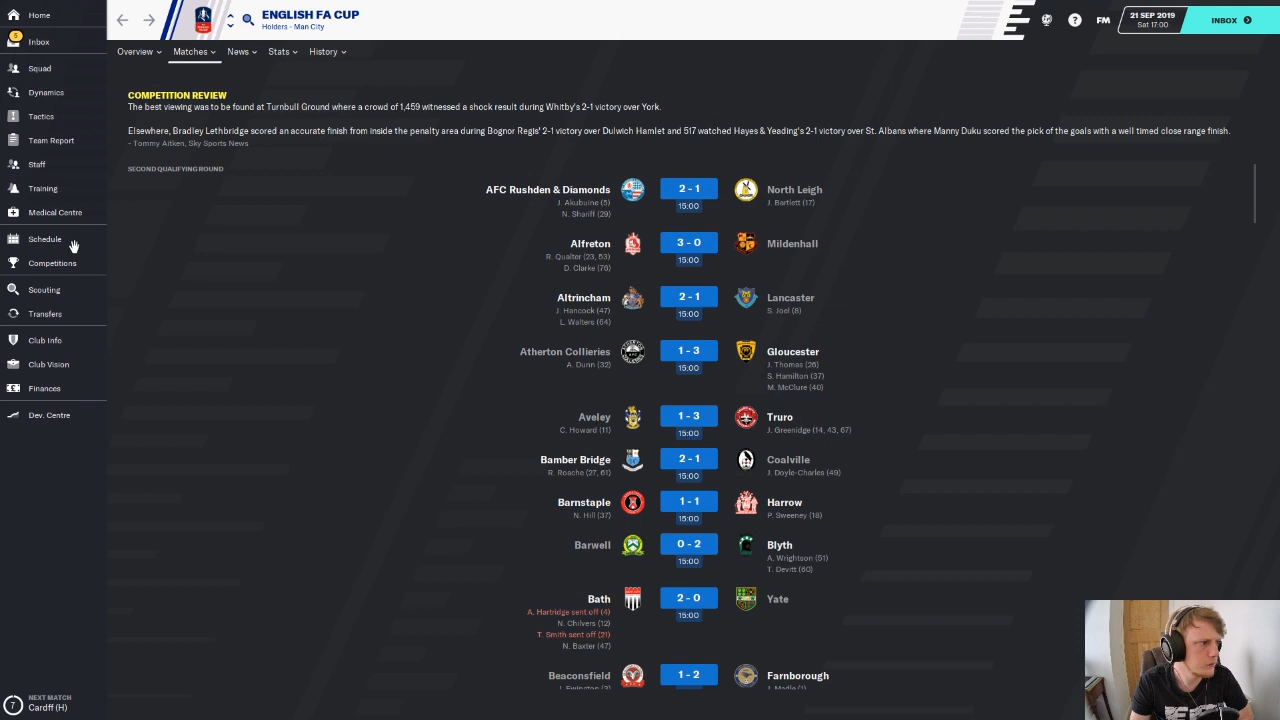 Home
ENGLISH FA CUP
Holders - Man City
?
FM
21 SEP 2019
Sat 17:00
INBOX
5
Inbox
Squad
Dynamics
Tactics
Team Report
Staff
Training
Medical Centre
Schedule
Competitions
Scouting
Transfers
Club Info
Club Vision
Finances
Dev. Centre
NEXT MATCH
7
Cardiff (H)
Overview
Matches
News
Stats
History
COMPETITION REVIEW
The best viewing was to be found at Turnbull Ground where a crowd of 1,459 witnessed a shock result during Whitby's 2-1 victory over York.
Elsewhere, Bradley Lethbridge scored an accurate finish from inside the penalty area during Bognor Regis' 2-1 victory over Dulwich Hamlet and 517 watched Hayes & Yeading's 2-1 victory over St. Albans where Manny Duku scored the pick of the goals with a well timed close range finish.
- Tommy Aitken, Sky Sports News
SECOND QUALIFYING ROUND
AFC Rushden & Diamonds 2 - 1 North Leigh
J. Akubuine (5) 15:00 J. Bartlett (17)
N. Shariff (29)
Alfreton 3 - 0 Mildenhall
R. Qualter (23, 53) 15:00
D. Clarke (76)
Altrincham 2 - 1 Lancaster
J. Hancock (47) 15:00 S. Joel (8)
L. Walters (64)
Atherton Collieries 1 - 3 Gloucester
A. Dunn (32) 15:00 J. Thomas (26)
S. Hamilton (37)
M. McClure (40)
Aveley 1 - 3 Truro
C. Howard (11) 15:00 J. Greenidge (14, 43, 67)
Bamber Bridge 2 - 1 Coalville
R. Roache (27, 61) 15:00 J. Doyle-Charles (49)
Barnstaple 1 - 1 Harrow
N. Hill (37) 15:00 P. Sweeney (18)
Barwell 0 - 2 Blyth
15:00 A. Wrightson (51)
T. Devitt (60)
Bath 2 - 0 Yate
A. Hartridge sent off (4) 15:00
N. Chilvers (12)
T. Smith sent off (21)
N. Baxter (47)
Beaconsfield 1 - 2 Farnborough